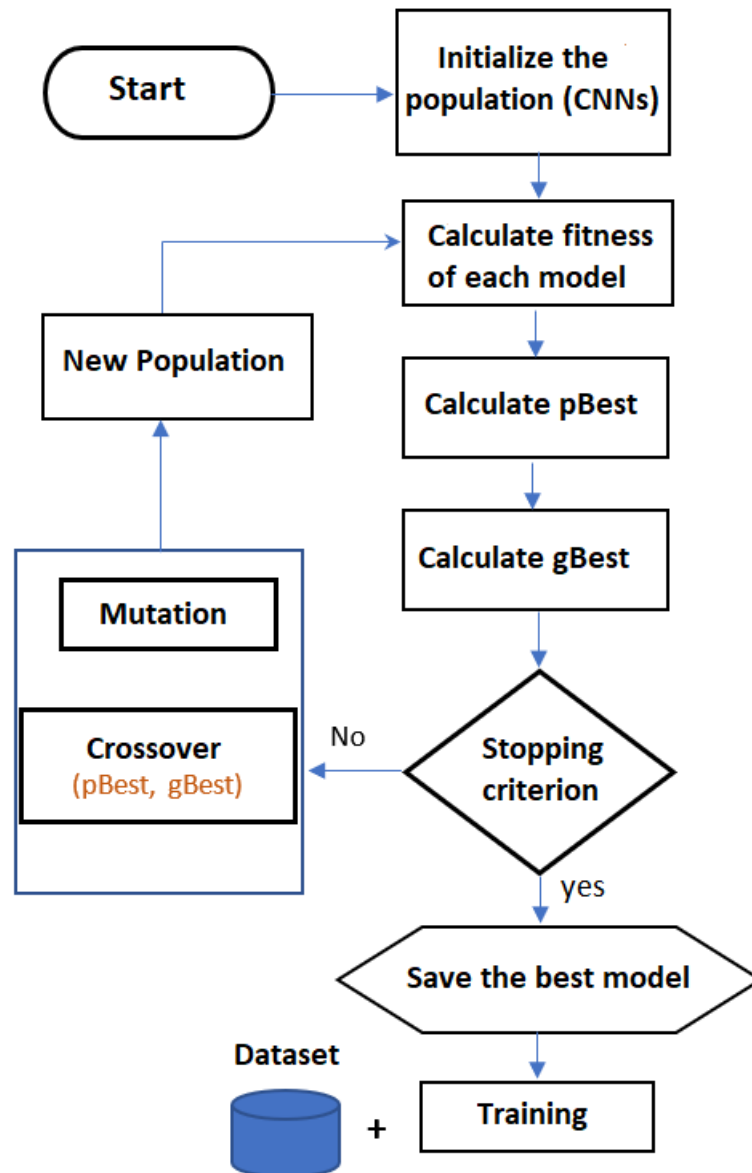 Start
Initialize the
population (CNNs)
Calculate fitness
of each model
New Population
Calculate pBest
Calculate gBest
Mutation
Crossover
(pBest, gBest)
No
Stopping
criterion
yes
Save the best model
Dataset
+
Training